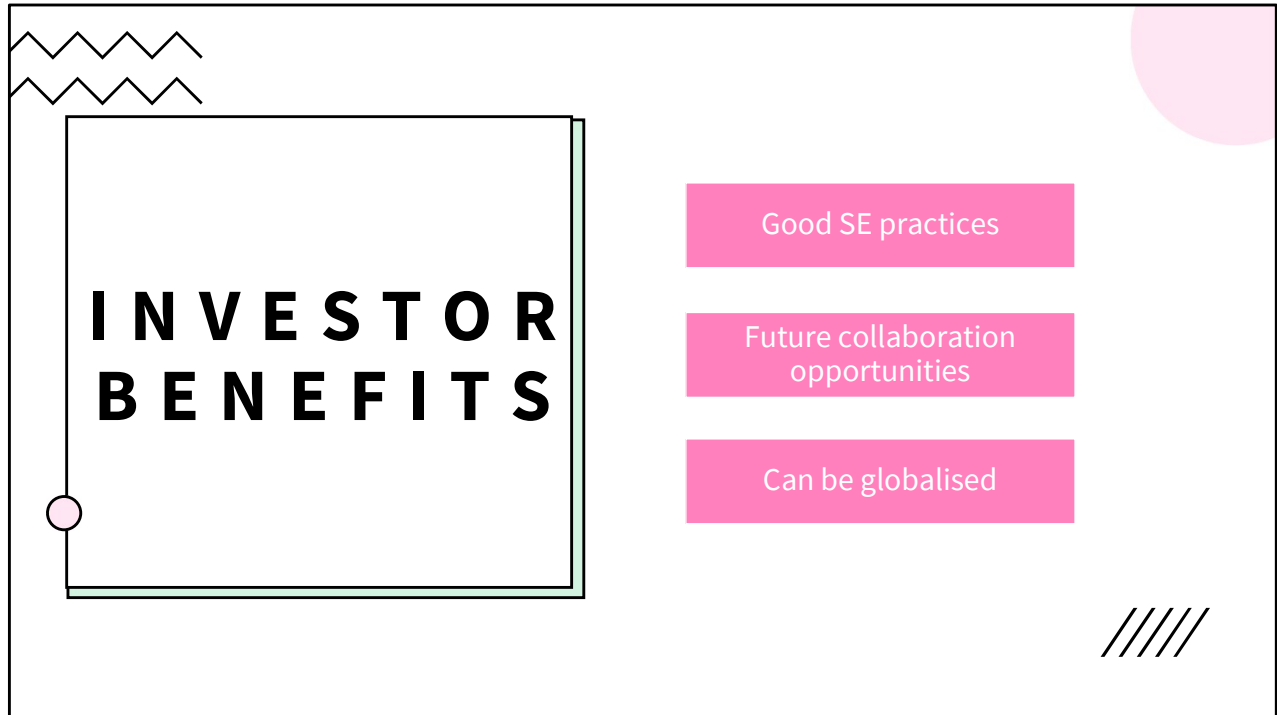 INVESTOR
BENEFITS
Good SE practices
Future collaboration
opportunities
Can be globalised